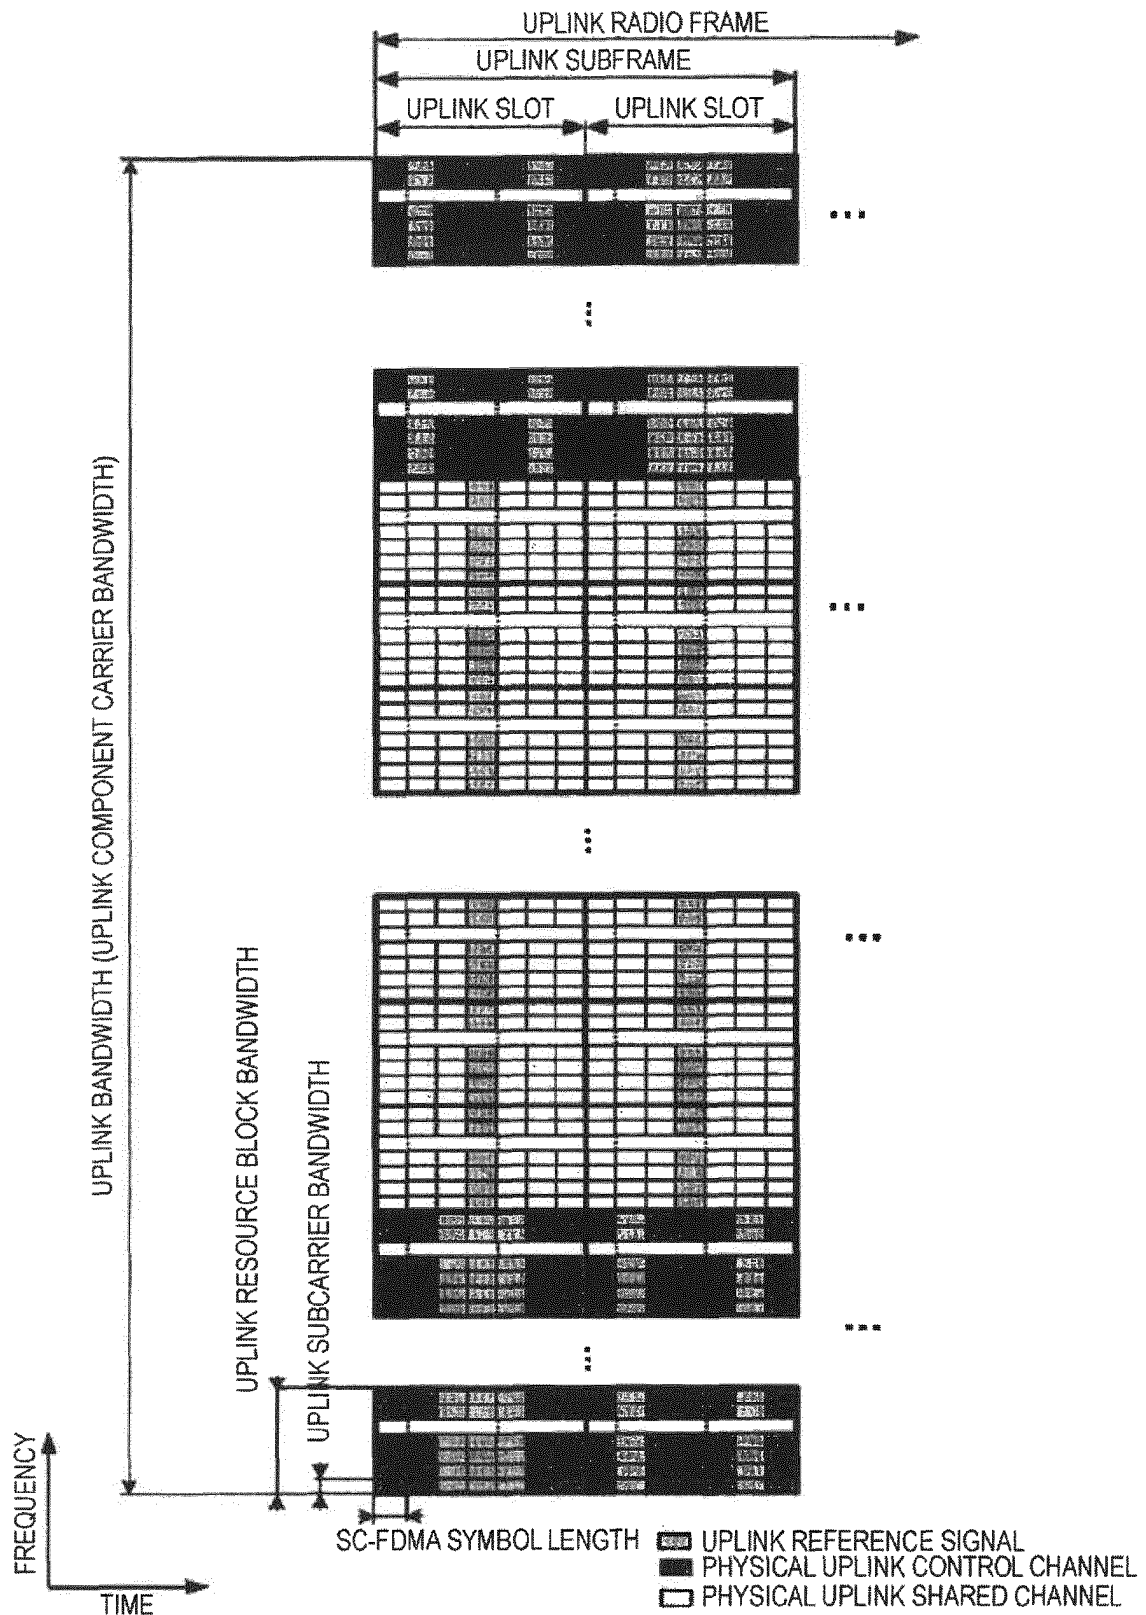 UPLINK RADIO FRAME
UPLINK SUBFRAME
UPLINK SLOT
UPLINK SLOT
UPLINK BANDWIDTH (UPLINK COMPONENT CARRIER BANDWIDTH)
UPLINK RESOURCE BLOCK BANDWIDTH
UPLINK SUBCARRIER BANDWIDTH
FREQUENCY
TIME
SC-FDMA SYMBOL LENGTH
UPLINK REFERENCE SIGNAL
PHYSICAL UPLINK CONTROL CHANNEL
PHYSICAL UPLINK SHARED CHANNEL